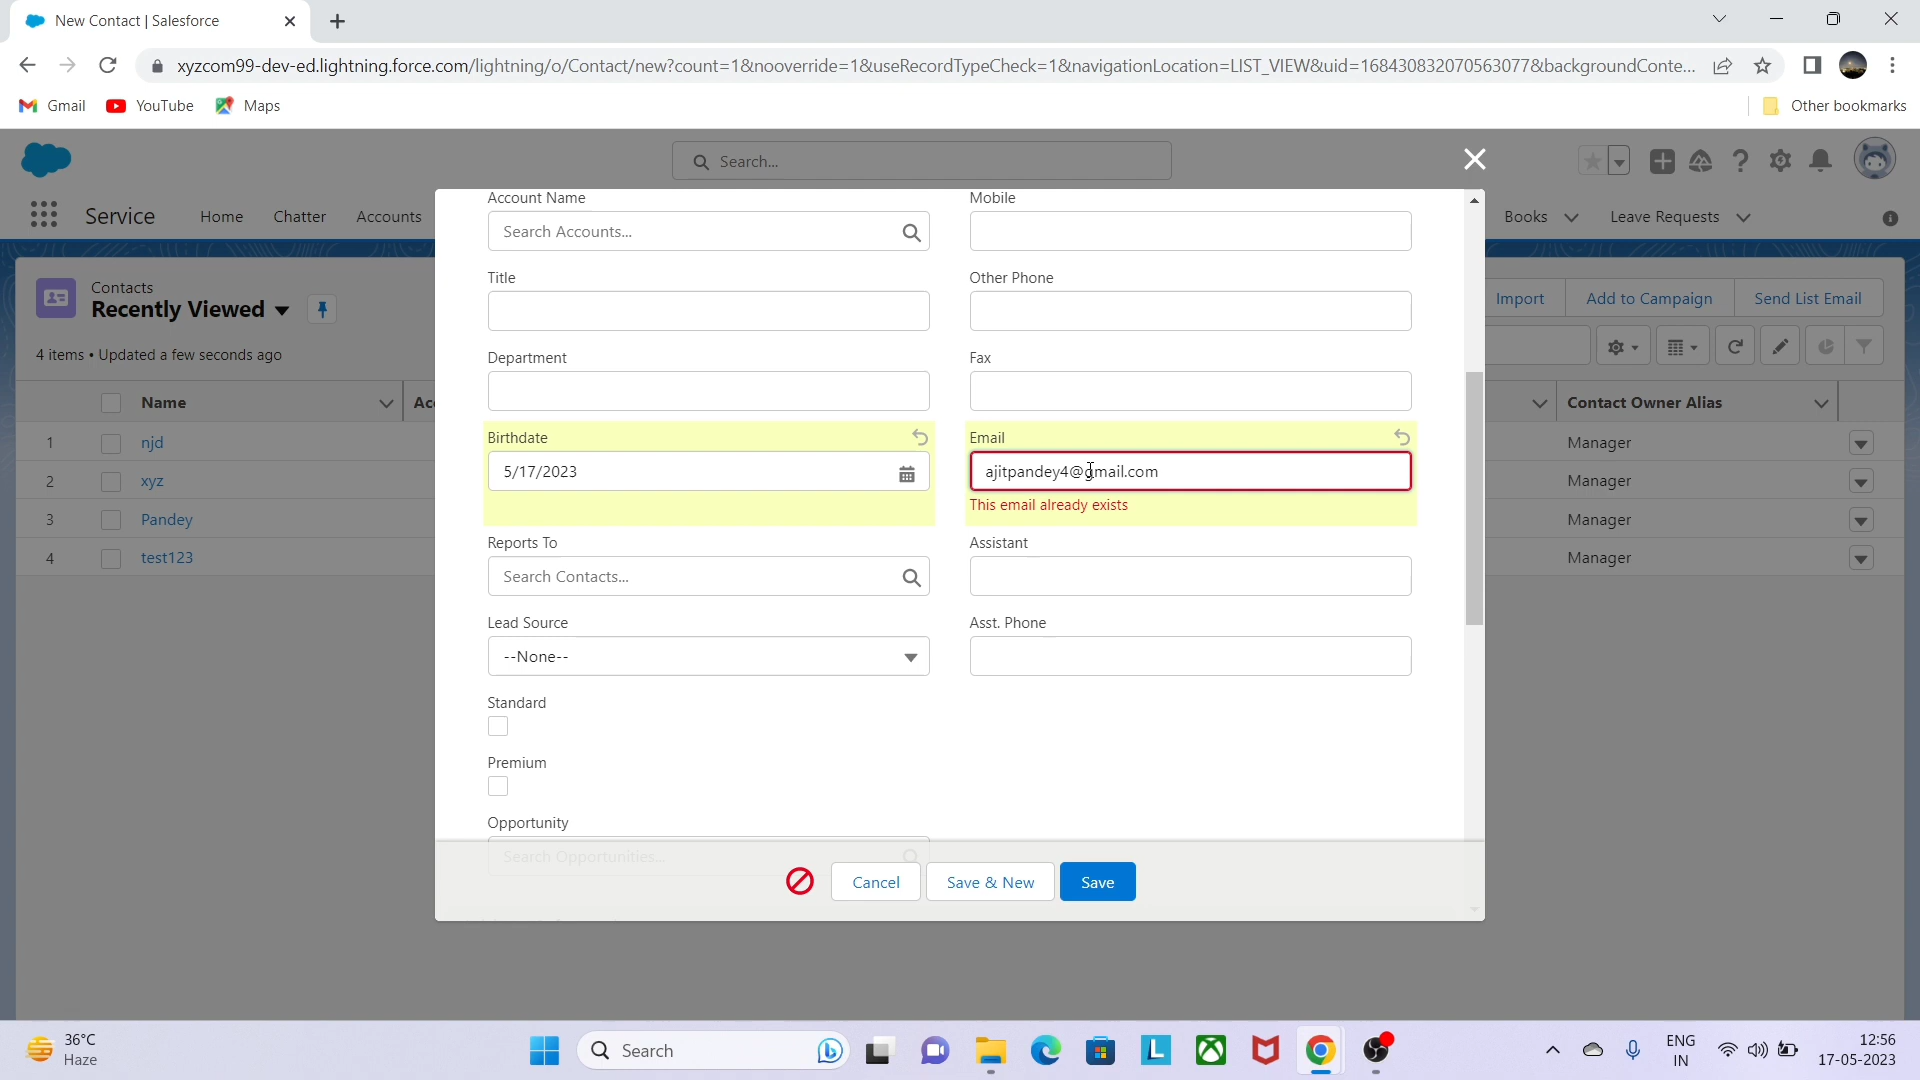 New Contact | Salesforce
xyzcom99-dev-ed.lightning.force.com/lightning/o/Contact/new?count=1&nooverride=1&useRecordTypeCheck=1&navigationLocation=LIST_VIEW&uid=168430832070563077&backgroundConte...
Gmail YouTube Maps Other bookmarks
Search...
Service Home Chatter Accounts Books Leave Requests
Contacts
Recently Viewed
4 items • Updated a few seconds ago
Import Add to Campaign Send List Email
Name Acc Contact Owner Alias
1 njd Manager
2 xyz Manager
3 Pandey Manager
4 test123 Manager
Account Name Mobile
Search Accounts...
Title Other Phone
Department Fax
Birthdate Email
5/17/2023 ajitpandey4@gmail.com
This email already exists
Reports To Assistant
Search Contacts...
Lead Source Asst. Phone
--None--
Standard
Premium
Opportunity
Search Opportunities...
Cancel Save & New Save
36°C
Haze
Search
ENG
IN
12:56
17-05-2023